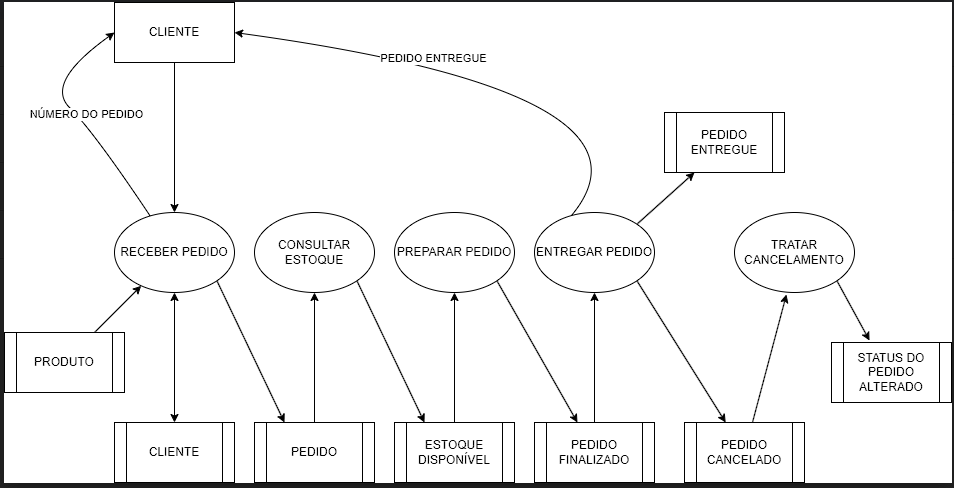 CLIENTE
PEDIDO ENTREGUE
NÚMERO DO PEDIDO
PEDIDO
ENTREGUE
RECEBER PEDIDO
CONSULTAR
ESTOQUE
PREPARAR PEDIDO
ENTREGAR PEDIDO
TRATAR
CANCELAMENTO
PRODUTO
STATUS DO
PEDIDO
ALTERADO
CLIENTE
PEDIDO
ESTOQUE
DISPONÍVEL
PEDIDO
FINALIZADO
PEDIDO
CANCELADO